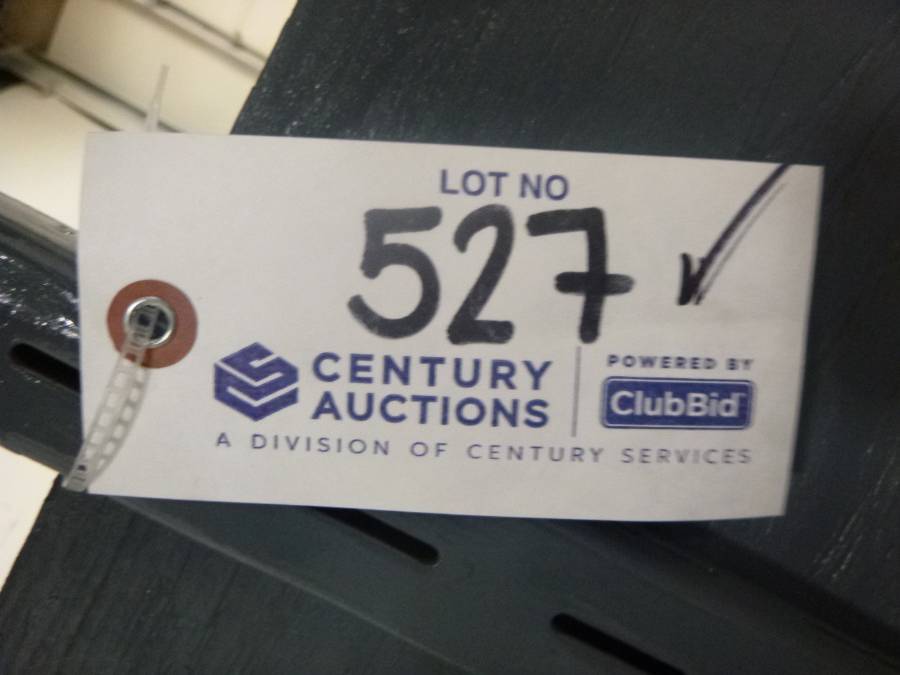 LOT NO
527
CENTURY AUCTIONS
POWERED BY
ClubBid
A DIVISION OF CENTURY SERVICES